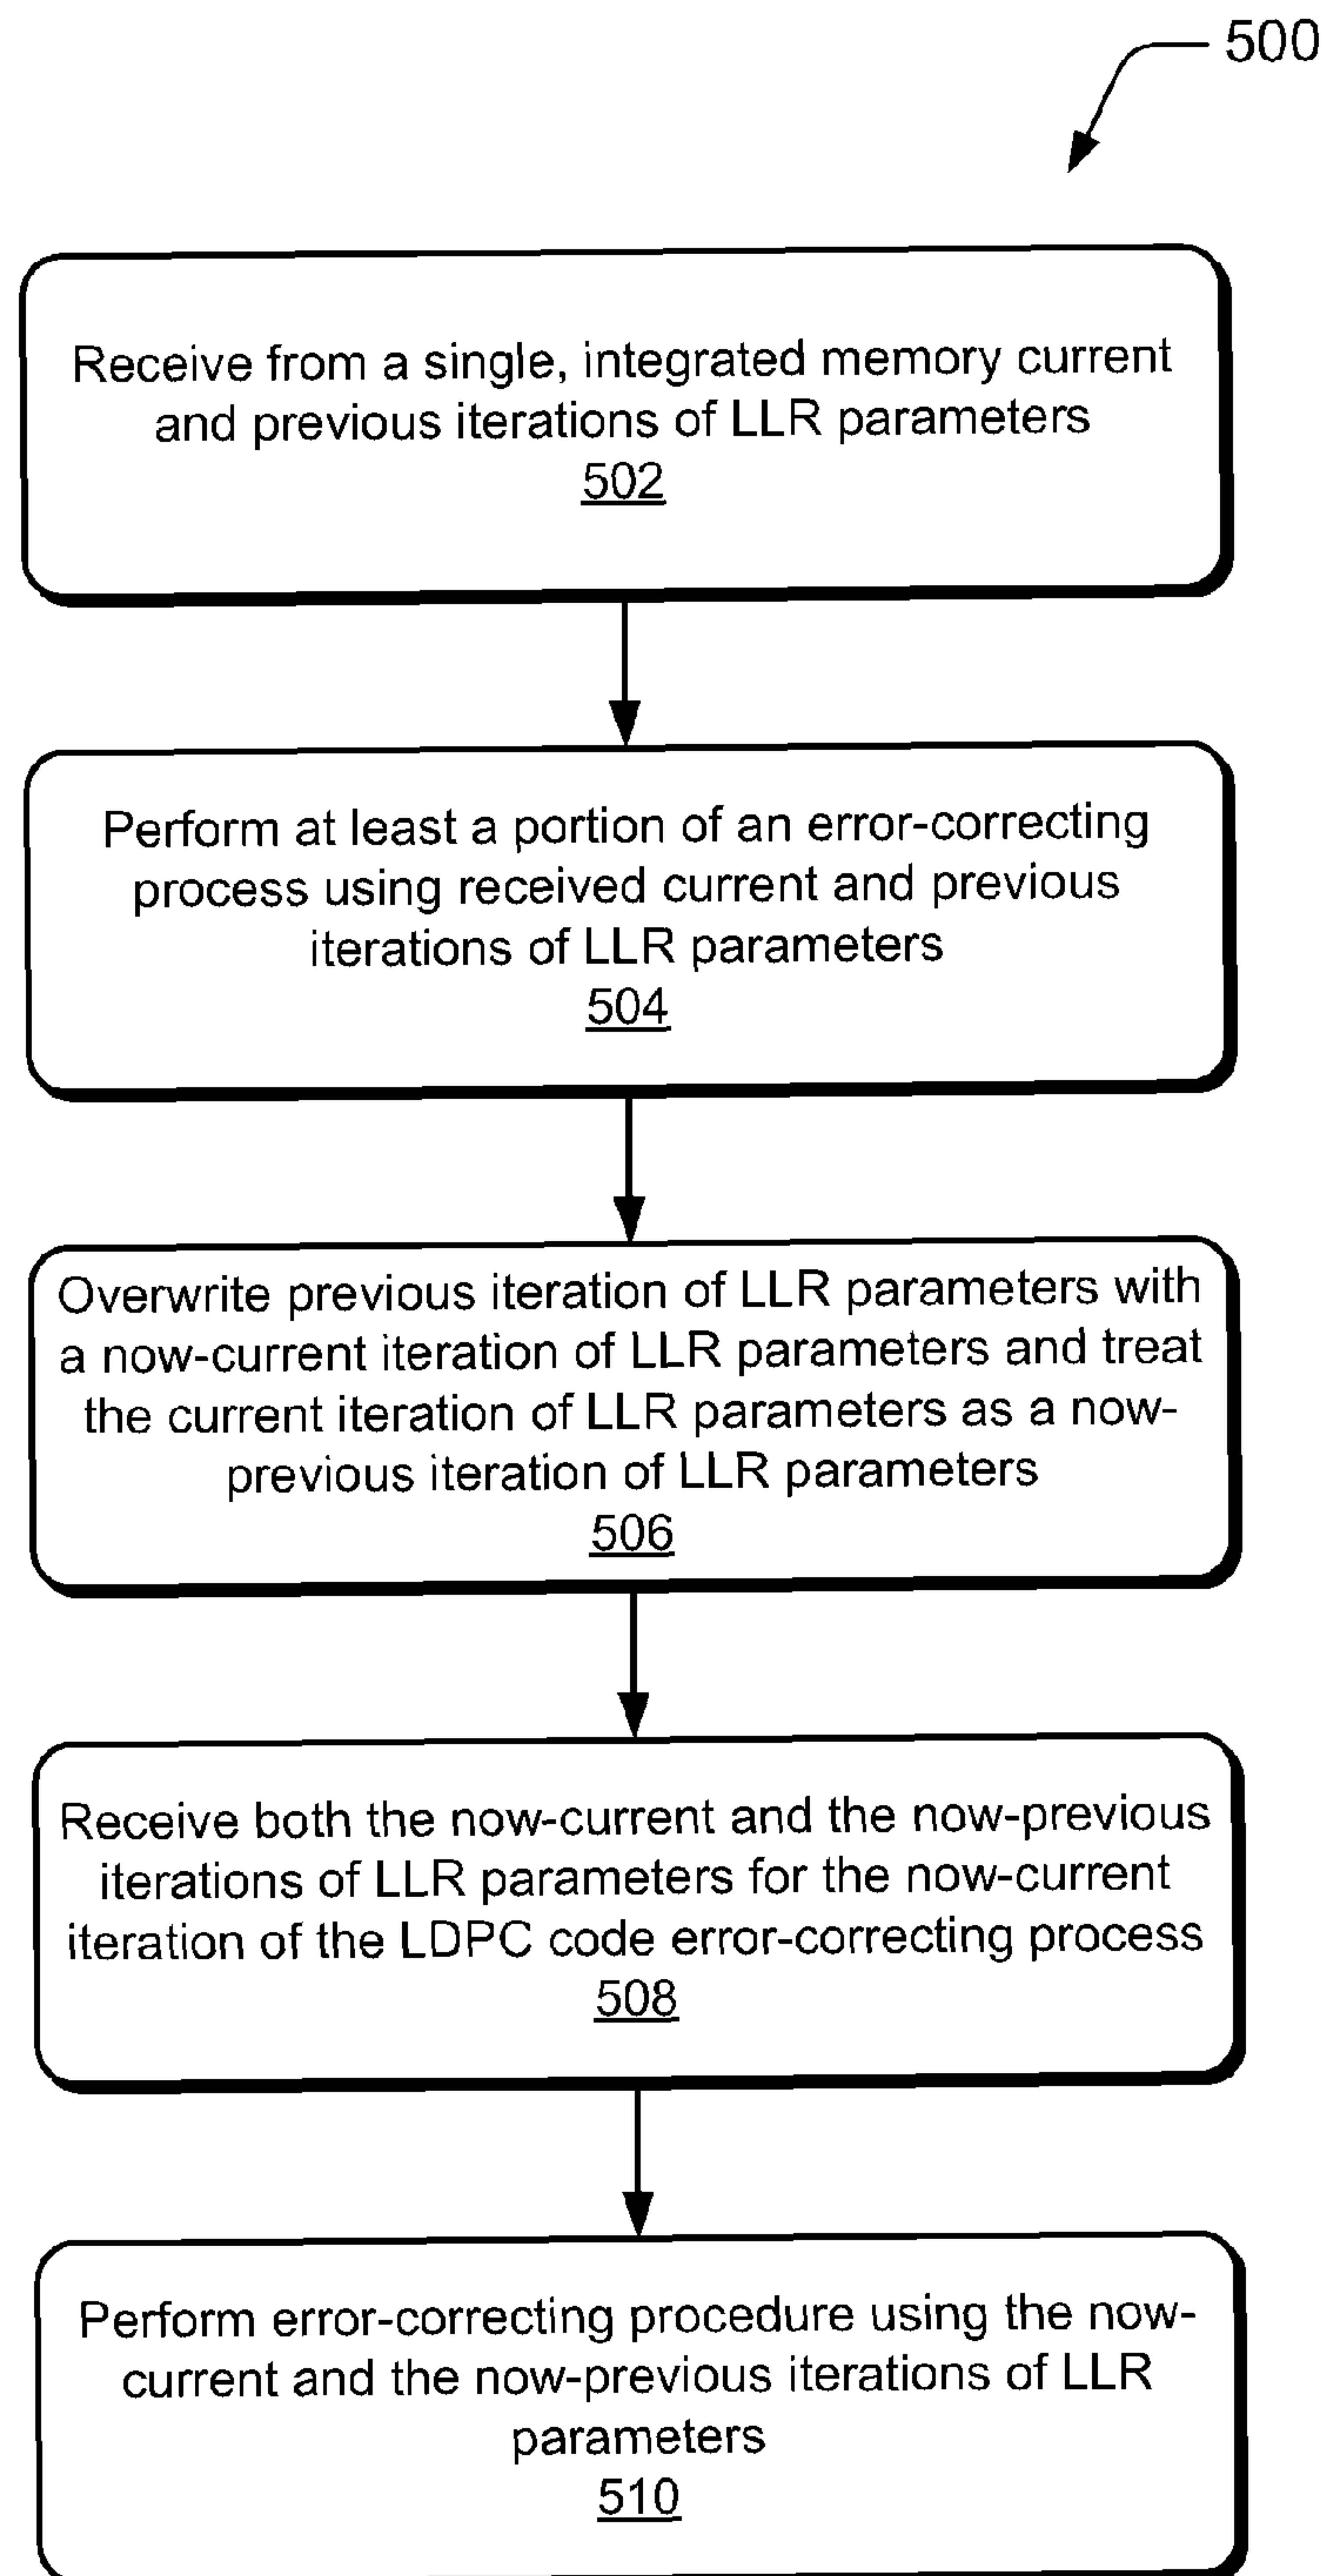 500
Receive from a single, integrated memory current
and previous iterations of LLR parameters
502
Perform at least a portion of an error-correcting
process using received current and previous
iterations of LLR parameters
504
Overwrite previous iteration of LLR parameters with
a now-current iteration of LLR parameters and treat
the current iteration of LLR parameters as a now-
previous iteration of LLR parameters
506
Receive both the now-current and the now-previous
iterations of LLR parameters for the now-current
iteration of the LDPC code error-correcting process
508
Perform error-correcting procedure using the now-
current and the now-previous iterations of LLR
parameters
510